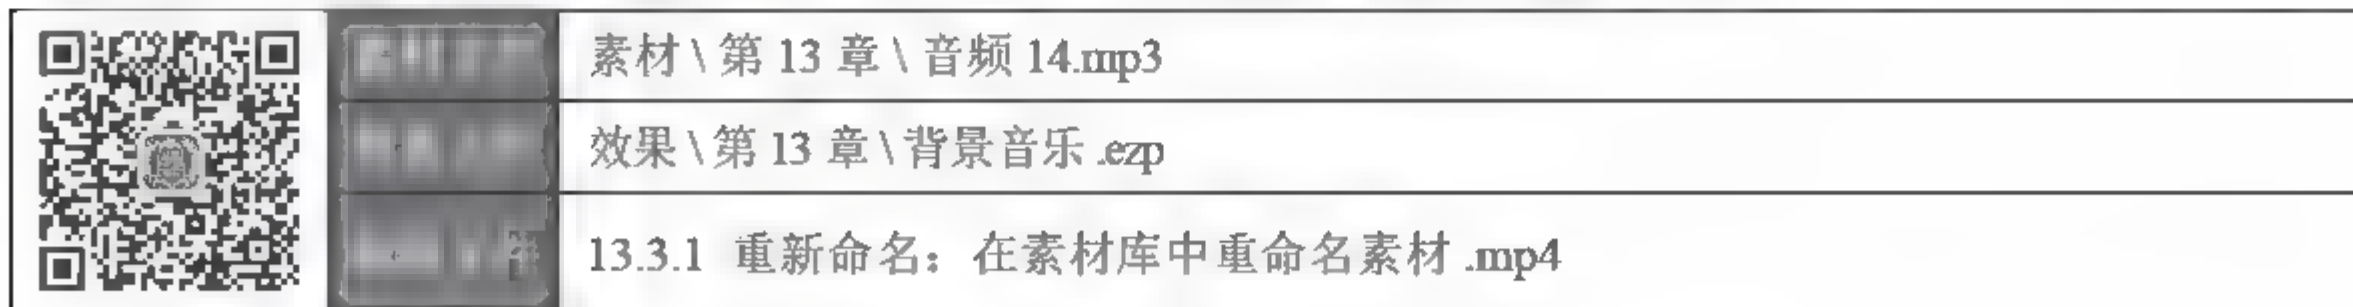 素材\第 13 章\音频 14.mp3
效果\第 13 章\背景音乐.ezp
13.3.1 重新命名：在素材库中重命名素材.mp4